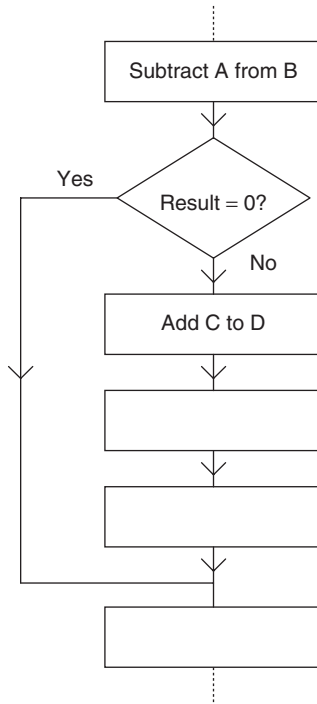 Subtract A from B
Yes
Result = 0?
No
Add C to D